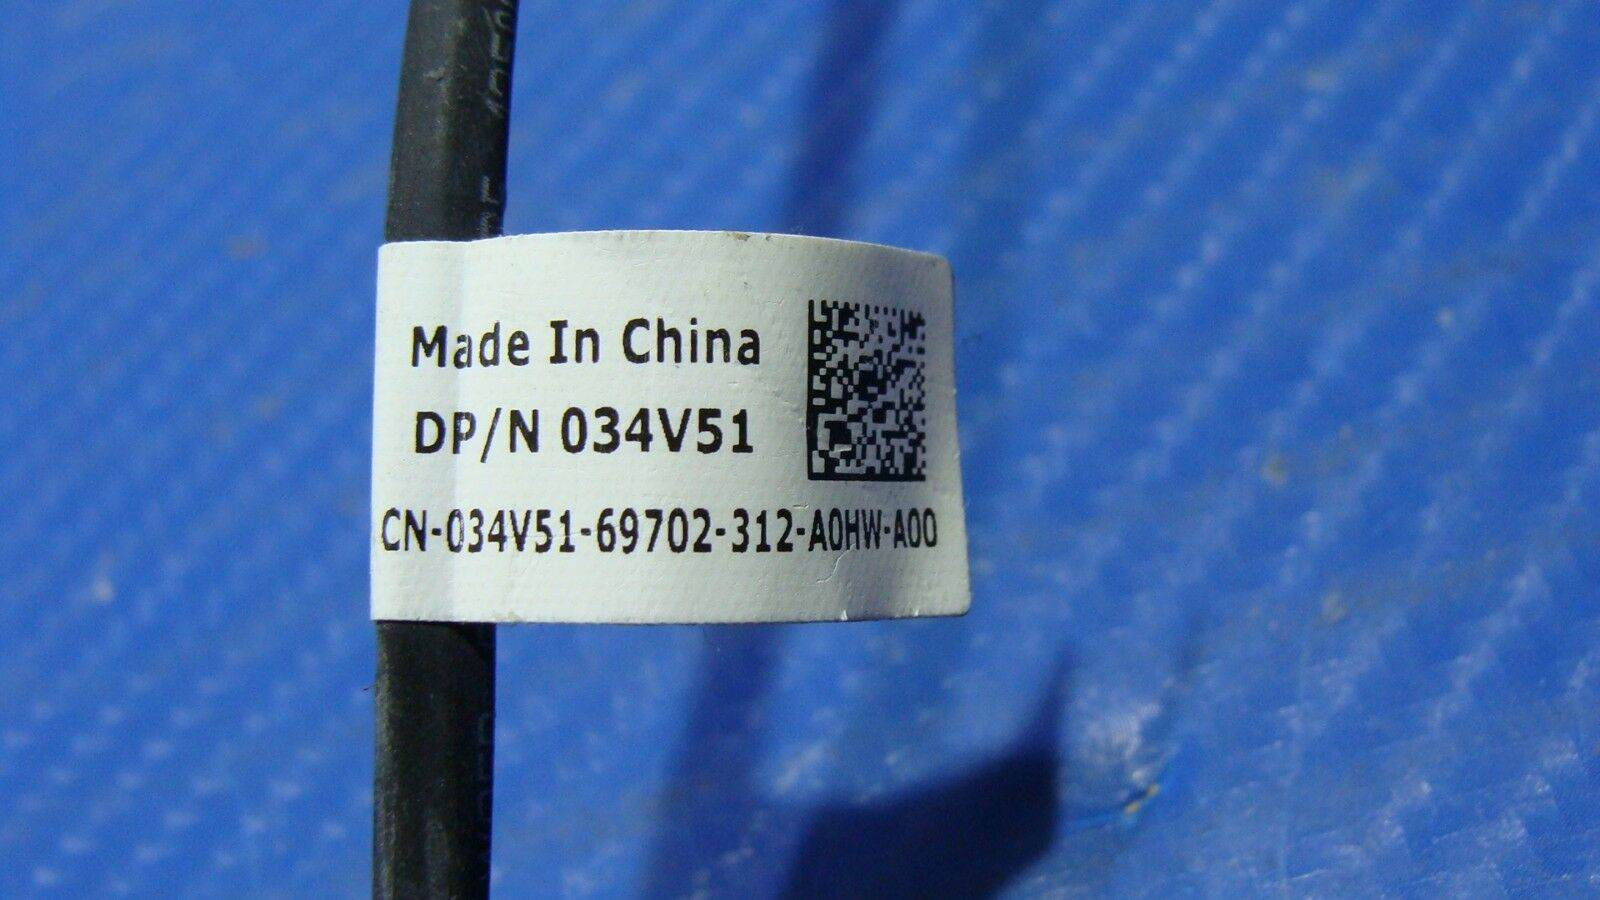 Made In China
DP/N 034V51
CN-034V51-69702-312-A0HW-A00